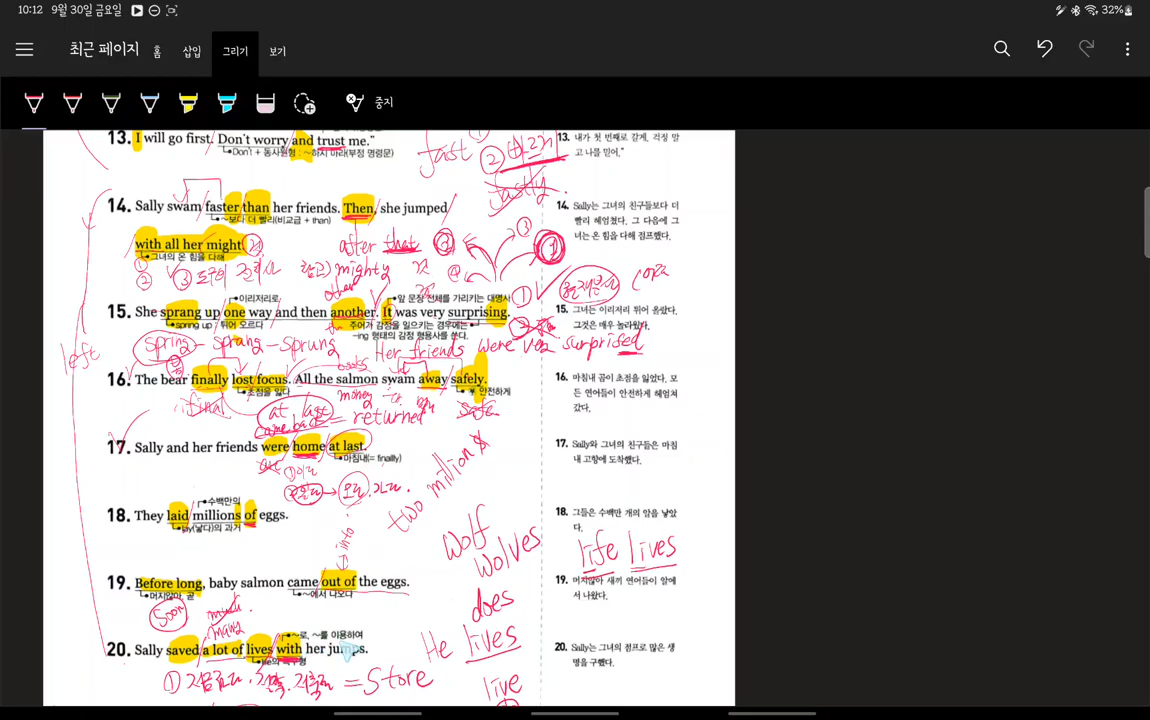 10:12 9월 30일 금요일
32%
최근 페이지 홈 삽입 그리기 보기
중지
13. I will go first. Don't worry and trust me."
Don't + 동사원형 : ~하지 마라(부정 명령문)
fast
②
13. 내가 첫 번째로 갈게. 걱정 말
고 나를 믿어."
14. Sally swam faster than her friends. Then, she jumped
~보다 더 빨리(비교급 + than)
with all her might
그녀의 온 힘을 다해
after that
mighty
14. Sally는 그녀의 친구들보다 더
빨리 헤엄쳤다. 그 다음에 그
녀는 온 힘을 다해 점프했다.
이리저리로
앞 문장 전체를 가리키는 대명사
15. She sprang up one way and then another. It was very surprising.
spring up : 뛰어 오르다
주어가 감정을 일으키는 경우에는
-ing 형태의 감정 형용사를 쓴다.
spring – sprang – sprung
Her friends were very surprised
15. 그녀는 이리저리 뛰어 올랐다.
그것은 매우 놀라웠다.
left
16. The bear finally lost focus. All the salmon swam away safely.
초점을 잃다
안전하게
final
at last
came back = returned
safe
16. 마침내 곰이 초점을 잃었다. 모
든 연어들이 안전하게 헤엄쳐
갔다.
17. Sally and her friends were home at last.
마침내(= finally)
two million
17. Sally와 그녀의 친구들은 마침
내 고향에 도착했다.
수백만의
18. They laid millions of eggs.
lay(낳다)의 과거
into
wolf
wolves
18. 그들은 수백만 개의 알을 낳았
다.
life lives
19. Before long, baby salmon came out of the eggs.
머지않아, 곧
~에서 나오다
soon
much
many
does
19. 머지않아 새끼 연어들이 알에
서 나왔다.
~로, ~를 이용하여
20. Sally saved a lot of lives with her jumps.
life의 복수형
He lives
= store
live
20. Sally는 그녀의 점프로 많은 생
명을 구했다.